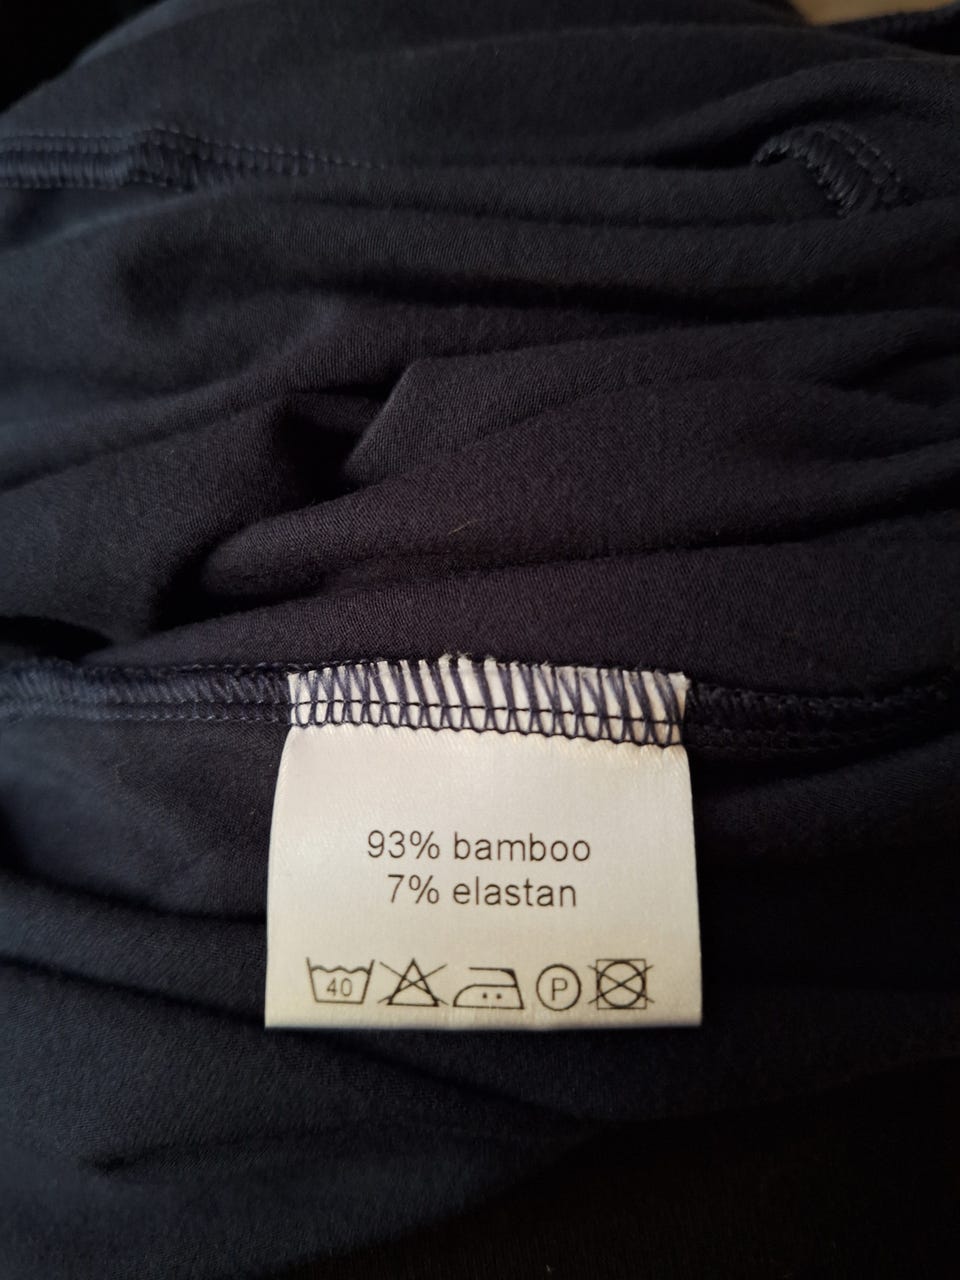 93% bamboo
7% elastan
40 P